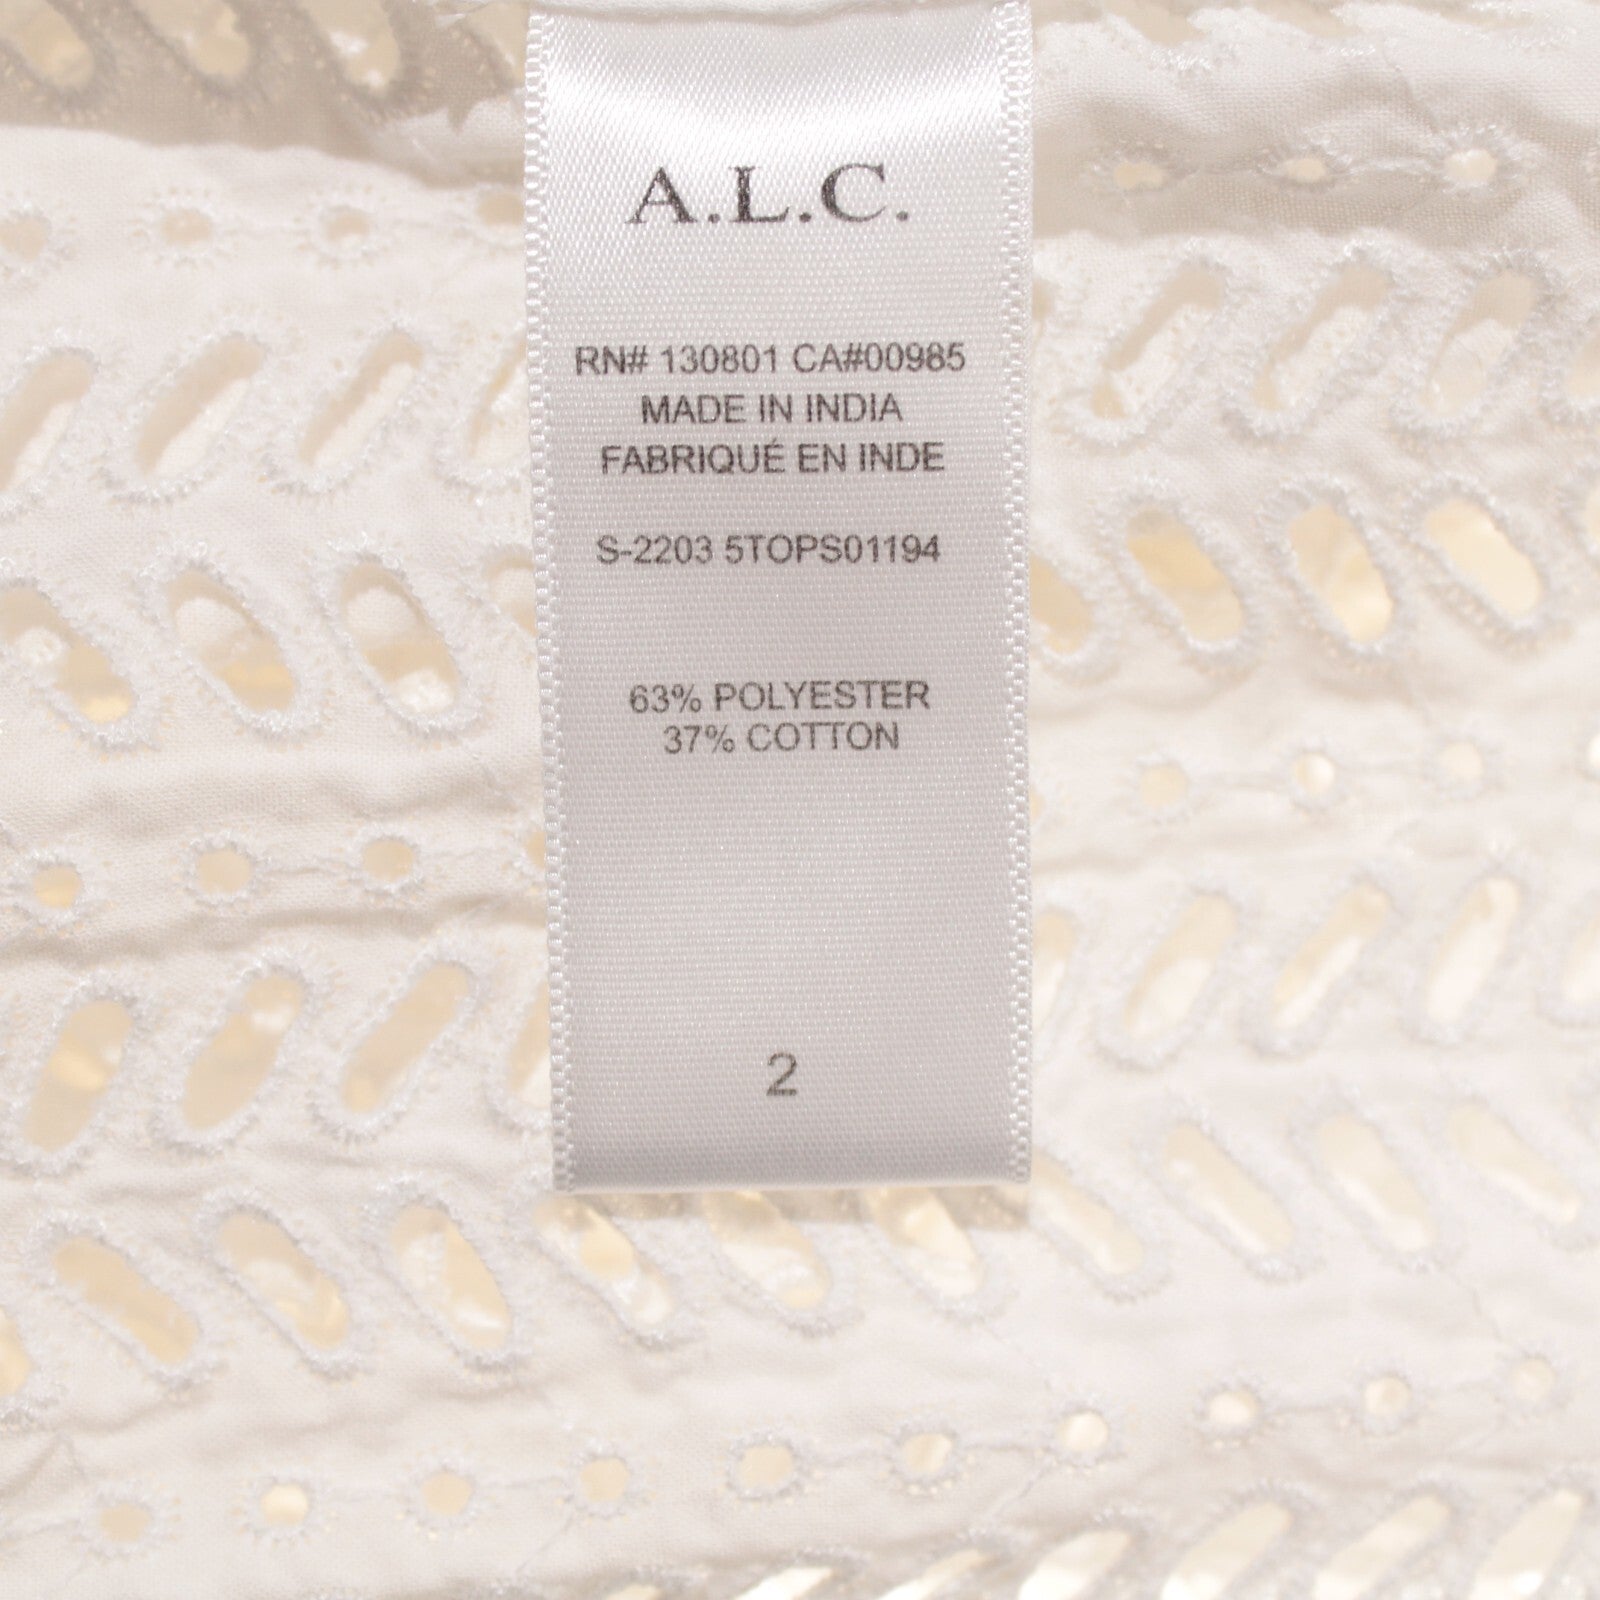 A.L.C.
RN# 130801 CA#00985
MADE IN INDIA
FABRIQUÉ EN INDE
S-2203 5TOPS01194
63% POLYESTER
37% COTTON
2